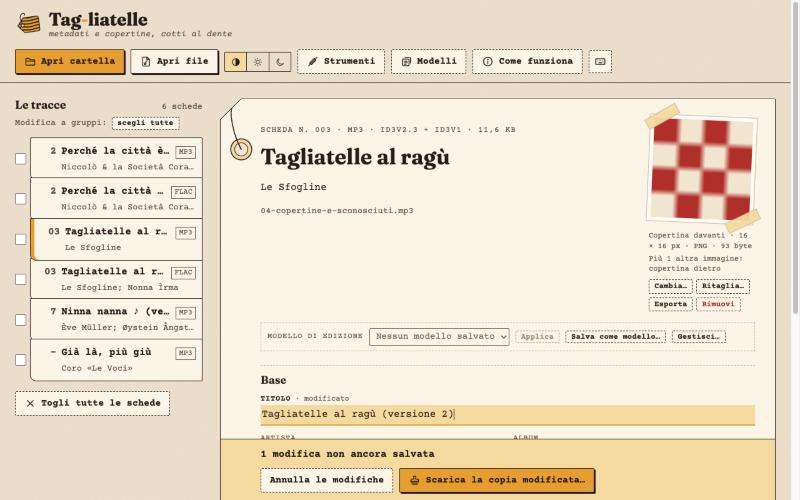 Tag-liatelle
metadati e copertine, cotti al dente
Apri cartella
Apri file
Strumenti
Modelli
Come funziona
Le tracce
6 schede
Modifica a gruppi: scegli tutte
2 Perché la città è… MP3
Niccolò & la Società Cora…
2 Perché la città … FLAC
Niccolò & la Società Cora…
03 Tagliatelle al r… MP3
Le Sfogline
03 Tagliatelle al r… FLAC
Le Sfogline; Nonna Irma
7 Ninna nanna ♪ (ve… MP3
Ève Müller; Øystein Ångst…
– Già là, più giù MP3
Coro «Le Voci»
Togli tutte le schede
SCHEDA N. 003 · MP3 · ID3V2.3 + ID3V1 · 11,6 KB
Tagliatelle al ragù
Le Sfogline
04-copertine-e-sconosciuti.mp3
Copertina davanti · 16
× 16 px · PNG · 93 byte
Più 1 altra immagine:
copertina dietro
Cambia… Ritaglia…
Esporta Rimuovi
MODELLO DI EDIZIONE Nessun modello salvato Applica Salva come modello… Gestisci…
Base
TITOLO · modificato
Tagliatelle al ragù (versione 2)
ARTISTA ALBUM
1 modifica non ancora salvata
Annulla le modifiche
Scarica la copia modificata…